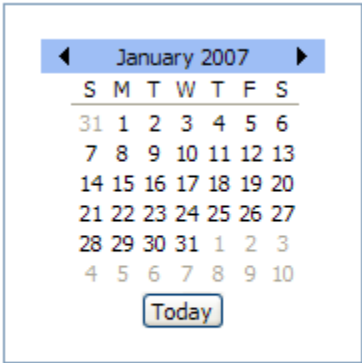 January 2007
S M T W T F S
31 1 2 3 4 5 6
7 8 9 10 11 12 13
14 15 16 17 18 19 20
21 22 23 24 25 26 27
28 29 30 31 1 2 3
4 5 6 7 8 9 10
Today